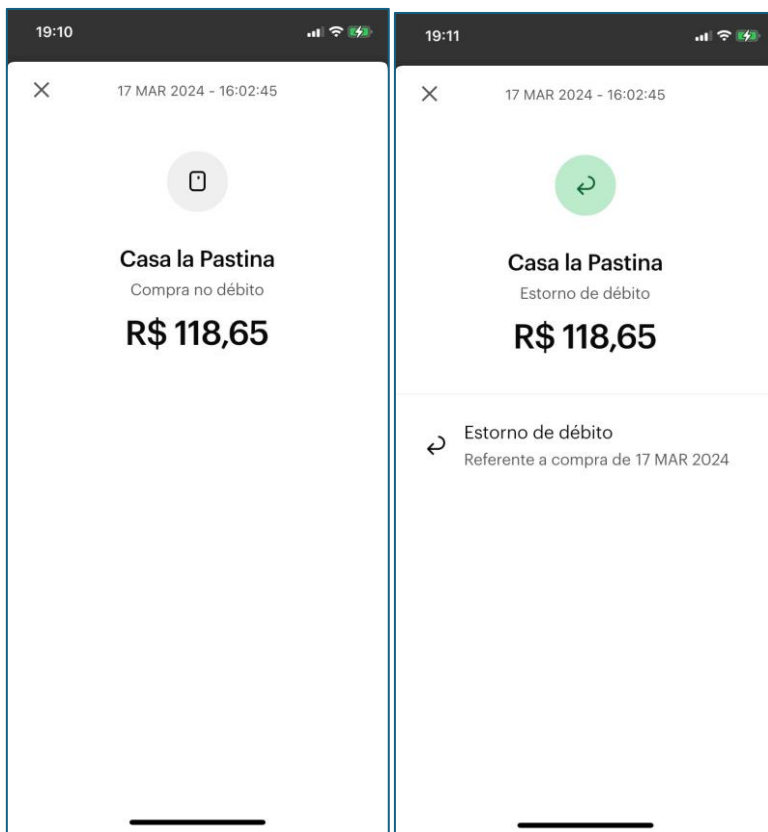 19:10
17 MAR 2024 - 16:02:45
Casa la Pastina
Compra no débito
R$ 118,65
19:11
17 MAR 2024 - 16:02:45
Casa la Pastina
Estorno de débito
R$ 118,65
Estorno de débito
Referente a compra de 17 MAR 2024